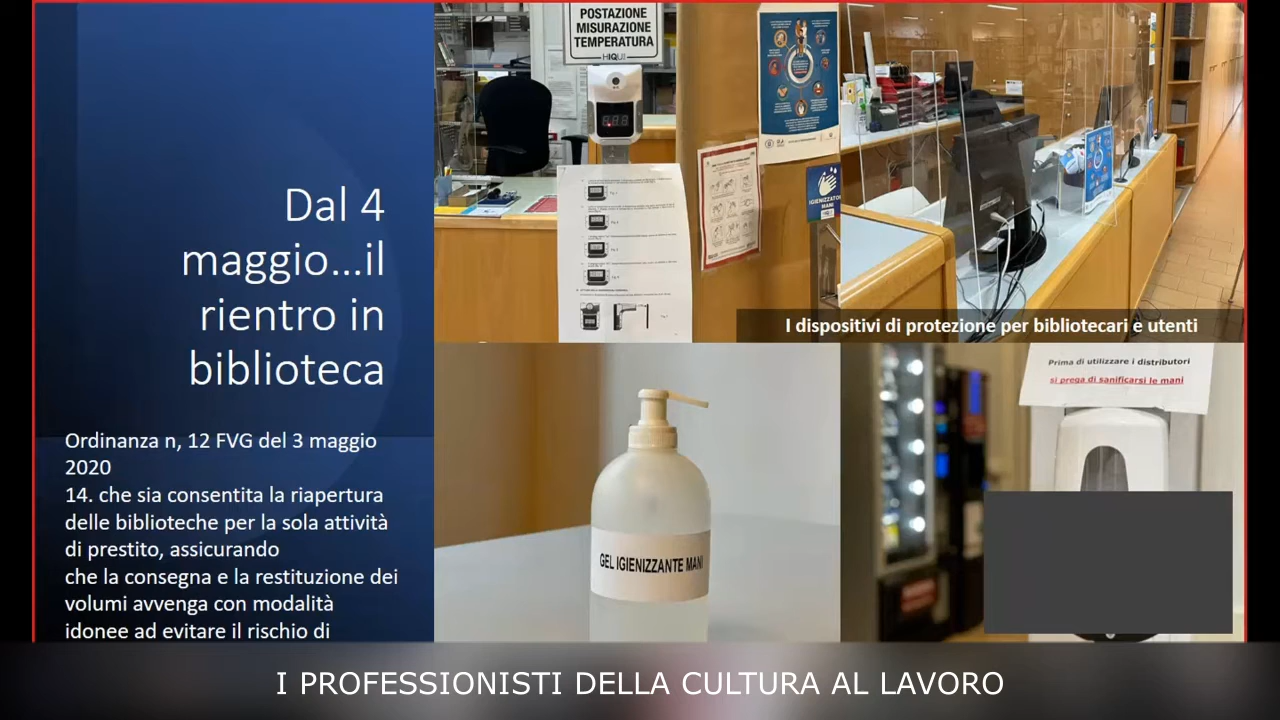 Dal 4
maggio...il
rientro in
biblioteca
Ordinanza n, 12 FVG del 3 maggio
2020
14. che sia consentita la riapertura
delle biblioteche per la sola attività
di prestito, assicurando
che la consegna e la restituzione dei
volumi avvenga con modalità
idonee ad evitare il rischio di
POSTAZIONE
MISURAZIONE
TEMPERATURA
HIQUI
IGIENIZZATO
MANI
I dispositivi di protezione per bibliotecari e utenti
GEL IGIENIZZANTE MANI
Prima di utilizzare i distributori
si prega di sanificarsi le mani
I PROFESSIONISTI DELLA CULTURA AL LAVORO